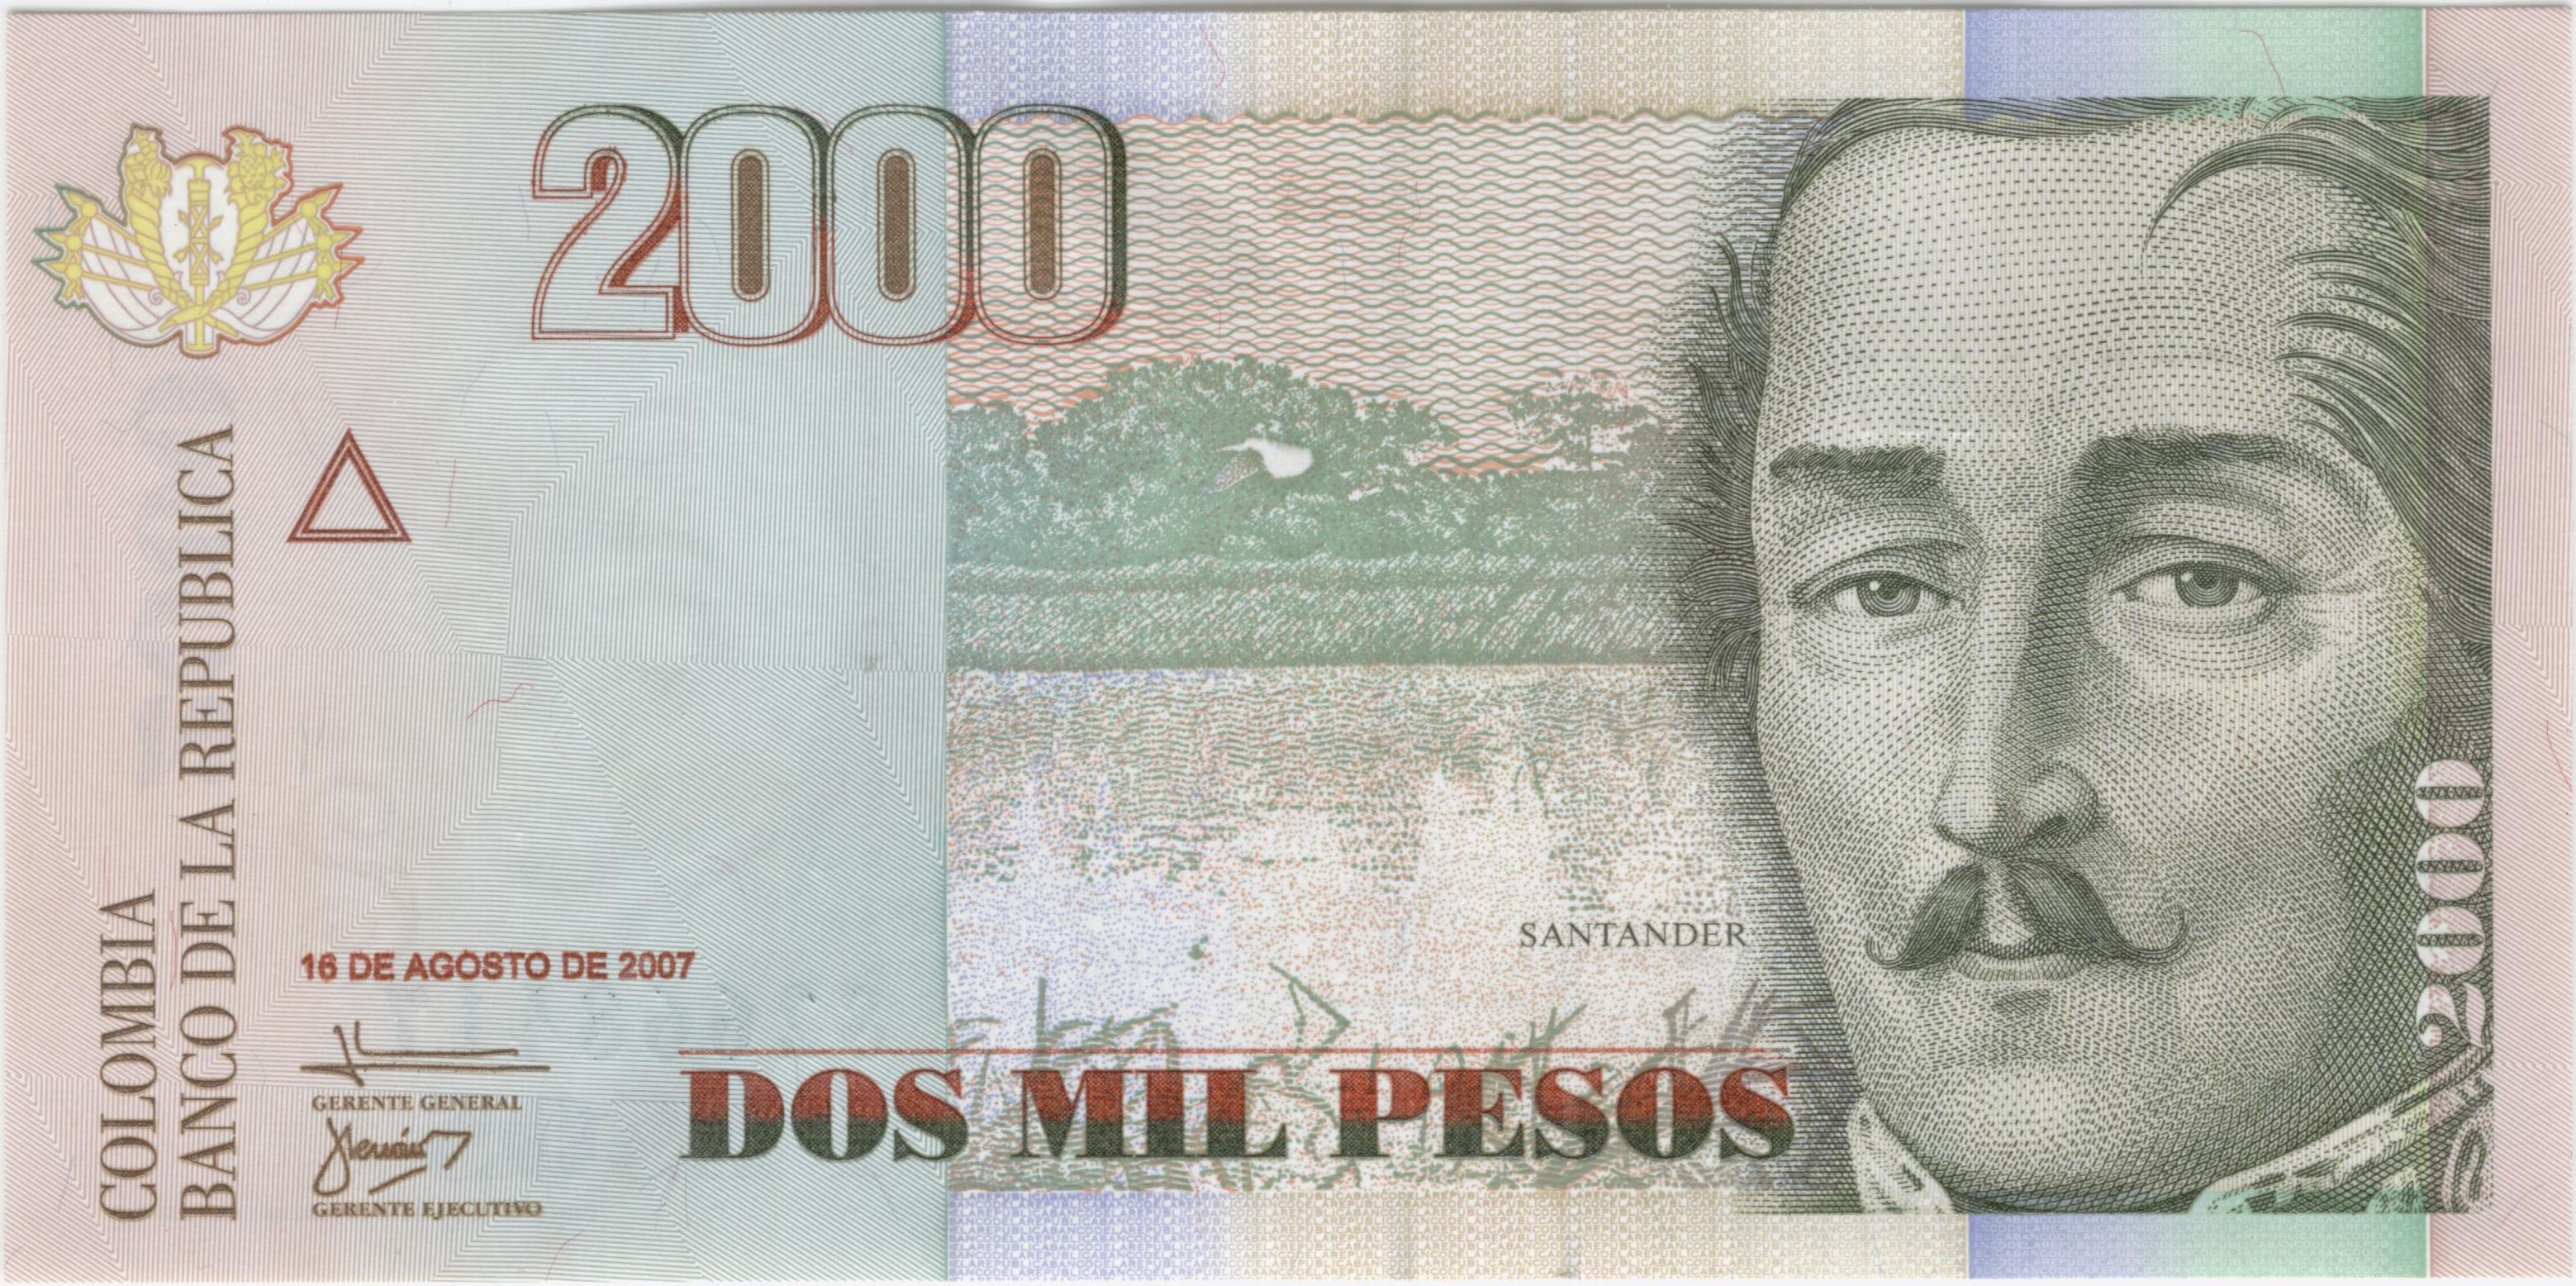 2000
COLOMBIA
BANCO DE LA REPUBLICA
16 DE AGOSTO DE 2007
GERENTE GENERAL
GERENTE EJECUTIVO
SANTANDER
DOS MIL PESOS
2000